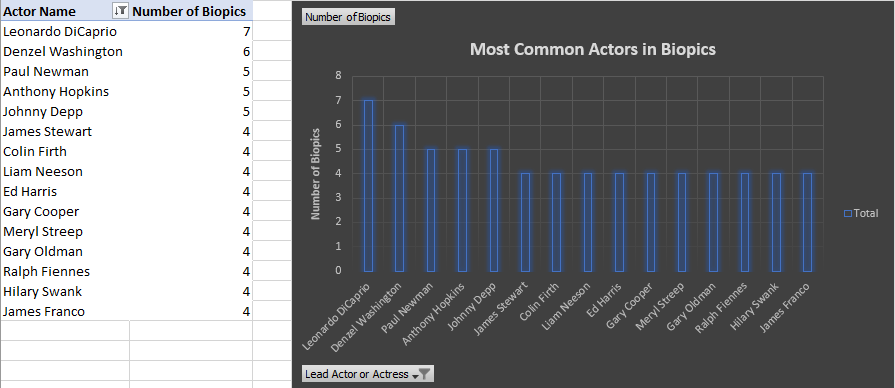 Actor Name Number of Biopics
Leonardo DiCaprio 7
Denzel Washington 6
Paul Newman 5
Anthony Hopkins 5
Johnny Depp 5
James Stewart 4
Colin Firth 4
Liam Neeson 4
Ed Harris 4
Gary Cooper 4
Meryl Streep 4
Gary Oldman 4
Ralph Fiennes 4
Hilary Swank 4
James Franco 4
Number of Biopics
Most Common Actors in Biopics
Number of Biopics
8
7
6
5
4
3
2
1
0
Leonardo DiCaprio
Denzel Washington
Paul Newman
Anthony Hopkins
Johnny Depp
James Stewart
Colin Firth
Liam Neeson
Ed Harris
Gary Cooper
Meryl Streep
Gary Oldman
Ralph Fiennes
Hilary Swank
James Franco
Total
Lead Actor or Actress